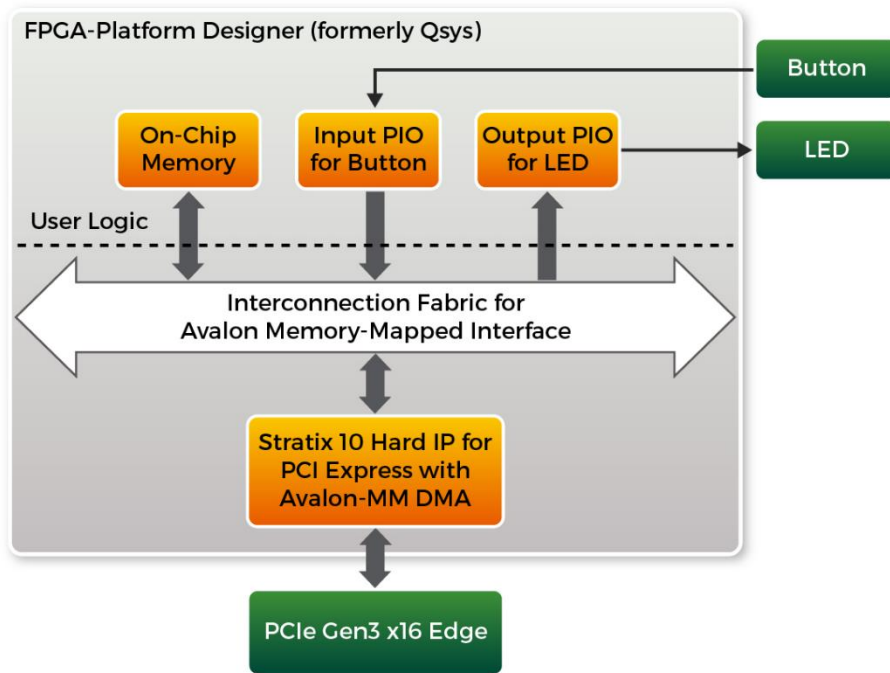 FPGA-Platform Designer (formerly Qsys)
Button
On-Chip
Memory
Input PIO
for Button
Output PIO
for LED
LED
User Logic
Interconnection Fabric for
Avalon Memory-Mapped Interface
Stratix 10 Hard IP for
PCI Express with
Avalon-MM DMA
PCIe Gen3 x16 Edge